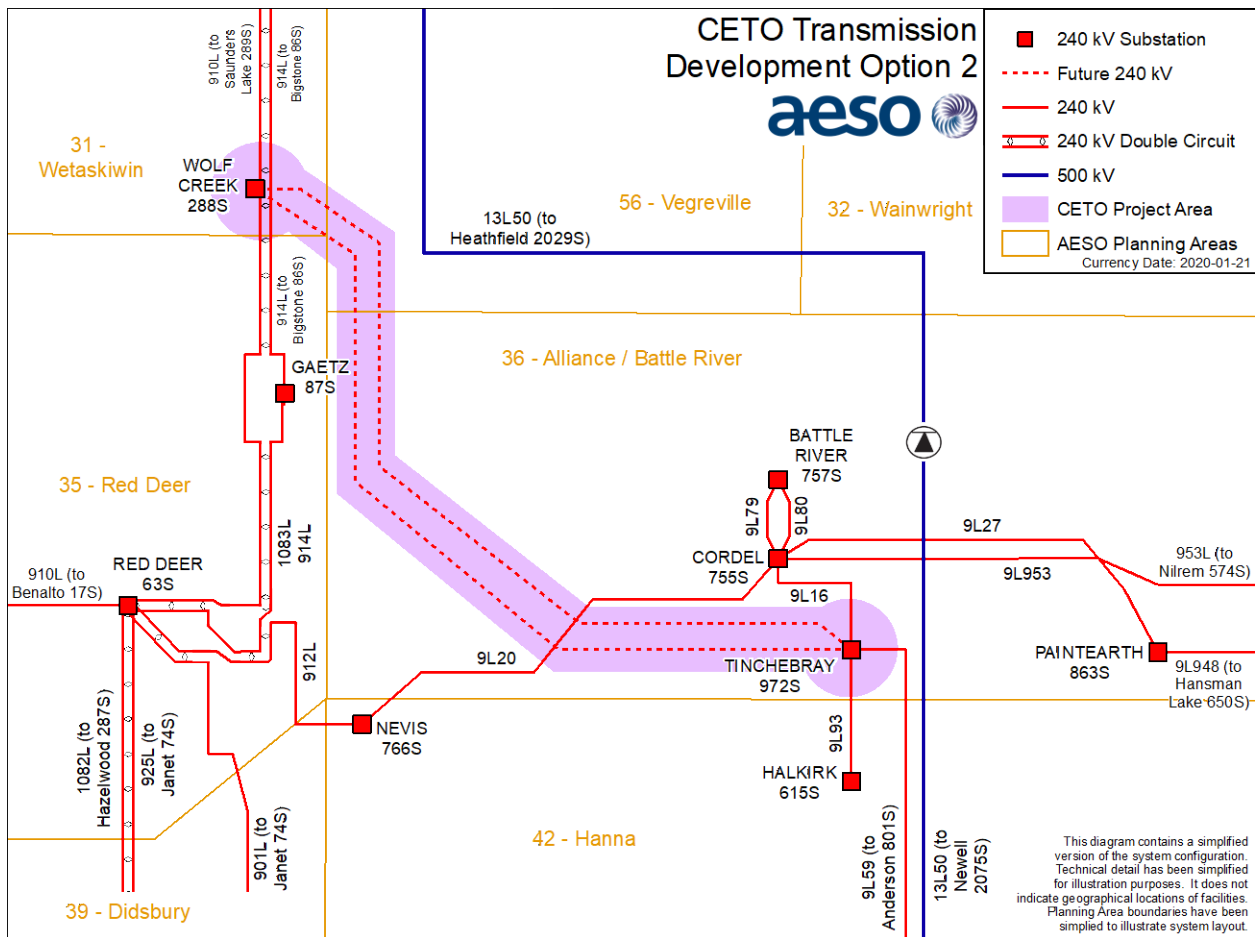 CETO Transmission
Development Option 2
aeso
240 kV Substation
Future 240 kV
240 kV
240 kV Double Circuit
500 kV
CETO Project Area
AESO Planning Areas
Currency Date: 2020-01-21
910L (to
Saunders
Lake 289S)
914L (to
Bigstone 86S)
31 -
Wetaskiwin
WOLF
CREEK
288S
56 - Vegreville
32 - Wainwright
13L50 (to
Heathfield 2029S)
914L (to
Bigstone 86S)
36 - Alliance / Battle River
GAETZ
87S
BATTLE
RIVER
757S
35 - Red Deer
9L79
9L80
9L27
1083L
914L
CORDEL
755S
9L953
953L (to
Nilrem 574S)
RED DEER
63S
910L (to
Benalto 17S)
9L16
9L20
912L
TINCHEBRAY
972S
PAINTEARTH
863S
9L948 (to
Hansman
Lake 650S)
NEVIS
766S
9L93
1082L (to
Hazelwood 287S)
925L (to
Janet 74S)
HALKIRK
615S
901L (to
Janet 74S)
42 - Hanna
9L59 (to
Anderson 801S)
13L50 (to
Newell
2075S)
39 - Didsbury
This diagram contains a simplified
version of the system configuration.
Technical detail has been simplified
for illustration purposes. It does not
indicate geographical locations of facilities.
Planning Area boundaries have been
simplied to illustrate system layout.